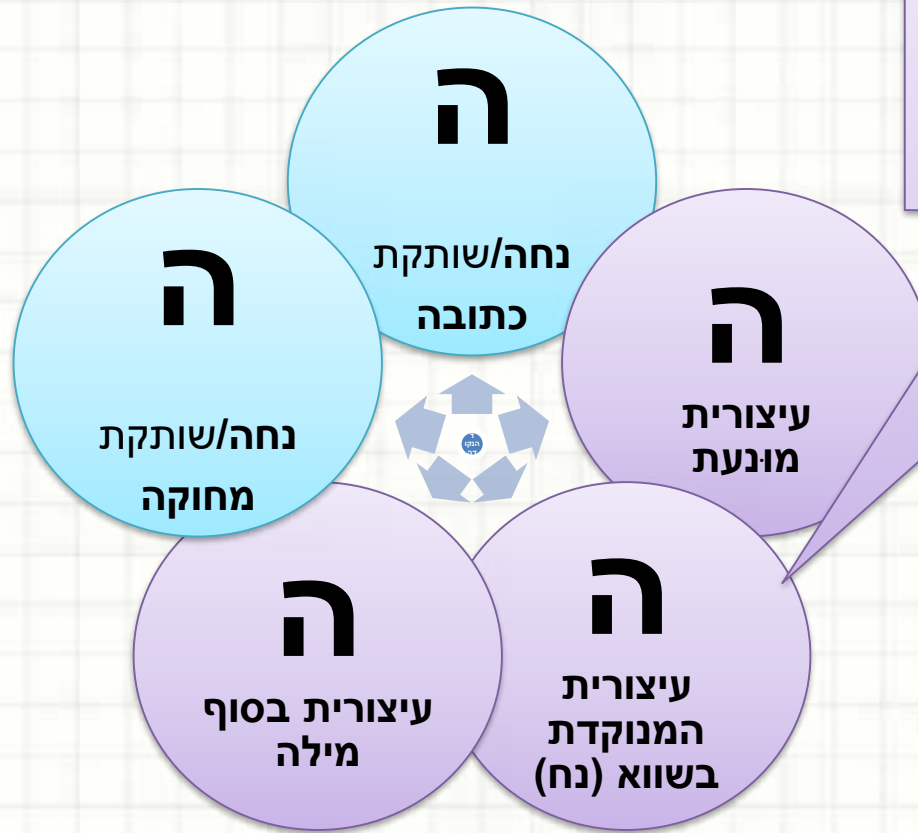 ה
נחה/שותקת
כתובה
ה
עיצורית
מוּנעת
ה
עיצורית
המנוקדת
בשווא (נח)
ה
עיצורית בסוף
מילה
ה
נחה/שותקת
מחוקה